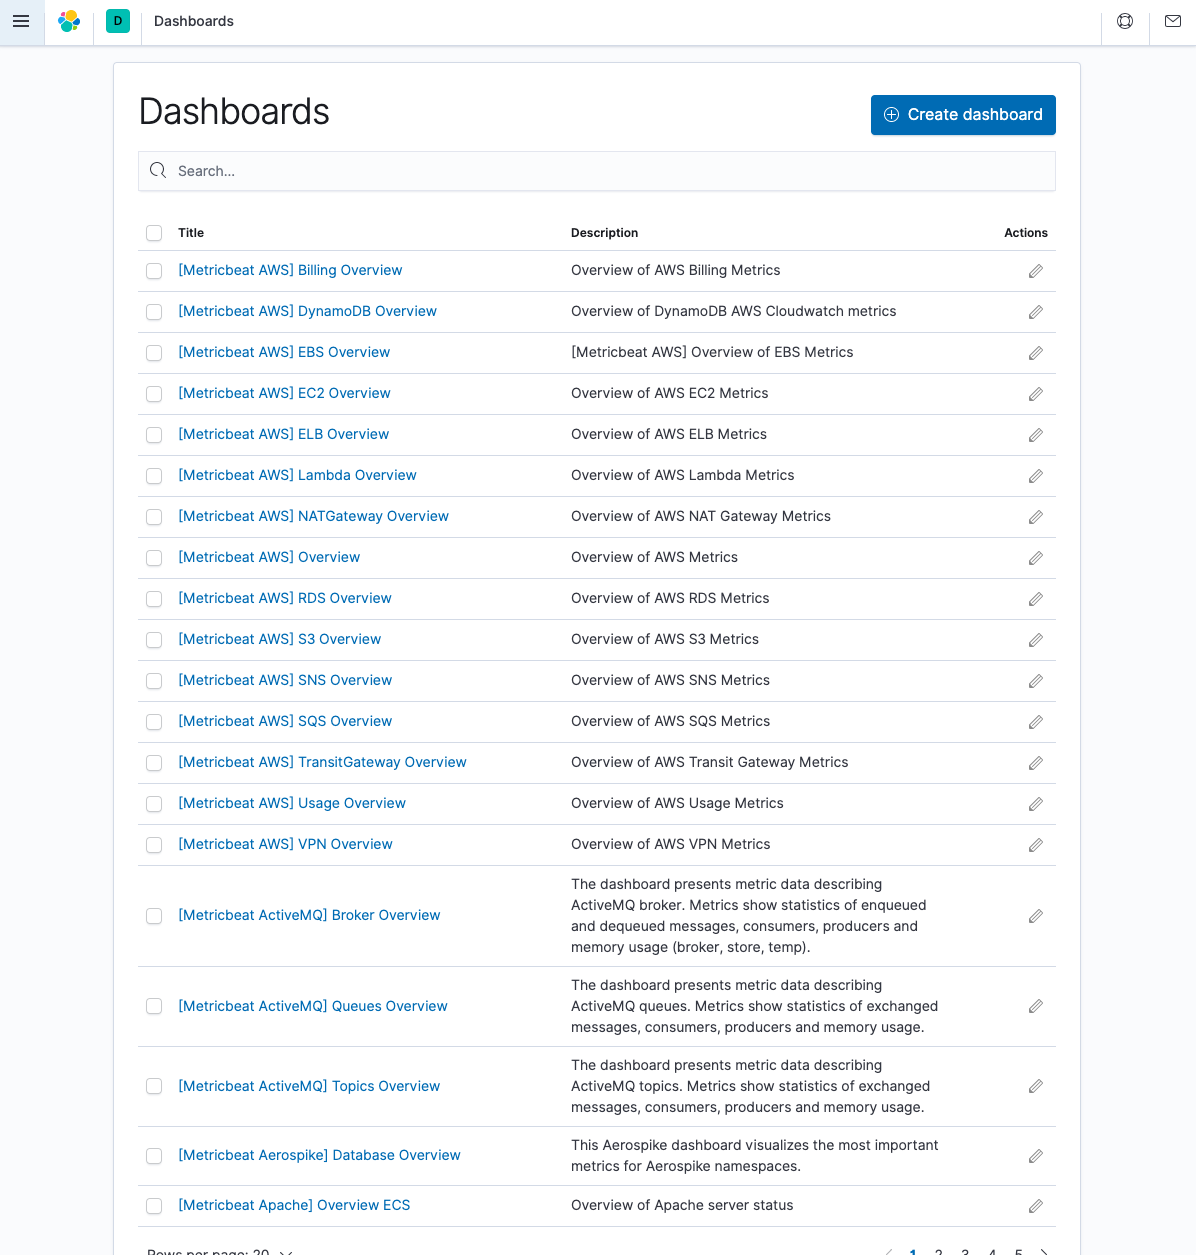 D Dashboards
Dashboards
Create dashboard
Search...
Title Description Actions
[Metricbeat AWS] Billing Overview Overview of AWS Billing Metrics
[Metricbeat AWS] DynamoDB Overview Overview of DynamoDB AWS Cloudwatch metrics
[Metricbeat AWS] EBS Overview [Metricbeat AWS] Overview of EBS Metrics
[Metricbeat AWS] EC2 Overview Overview of AWS EC2 Metrics
[Metricbeat AWS] ELB Overview Overview of AWS ELB Metrics
[Metricbeat AWS] Lambda Overview Overview of AWS Lambda Metrics
[Metricbeat AWS] NATGateway Overview Overview of AWS NAT Gateway Metrics
[Metricbeat AWS] Overview Overview of AWS Metrics
[Metricbeat AWS] RDS Overview Overview of AWS RDS Metrics
[Metricbeat AWS] S3 Overview Overview of AWS S3 Metrics
[Metricbeat AWS] SNS Overview Overview of AWS SNS Metrics
[Metricbeat AWS] SQS Overview Overview of AWS SQS Metrics
[Metricbeat AWS] TransitGateway Overview Overview of AWS Transit Gateway Metrics
[Metricbeat AWS] Usage Overview Overview of AWS Usage Metrics
[Metricbeat AWS] VPN Overview Overview of AWS VPN Metrics
[Metricbeat ActiveMQ] Broker Overview
The dashboard presents metric data describing
ActiveMQ broker. Metrics show statistics of enqueued
and dequeued messages, consumers, producers and
memory usage (broker, store, temp).
[Metricbeat ActiveMQ] Queues Overview
The dashboard presents metric data describing
ActiveMQ queues. Metrics show statistics of exchanged
messages, consumers, producers and memory usage.
[Metricbeat ActiveMQ] Topics Overview
The dashboard presents metric data describing
ActiveMQ topics. Metrics show statistics of exchanged
messages, consumers, producers and memory usage.
[Metricbeat Aerospike] Database Overview
This Aerospike dashboard visualizes the most important
metrics for Aerospike namespaces.
[Metricbeat Apache] Overview ECS Overview of Apache server status
Rows per page: 20 1 2 3 4 5